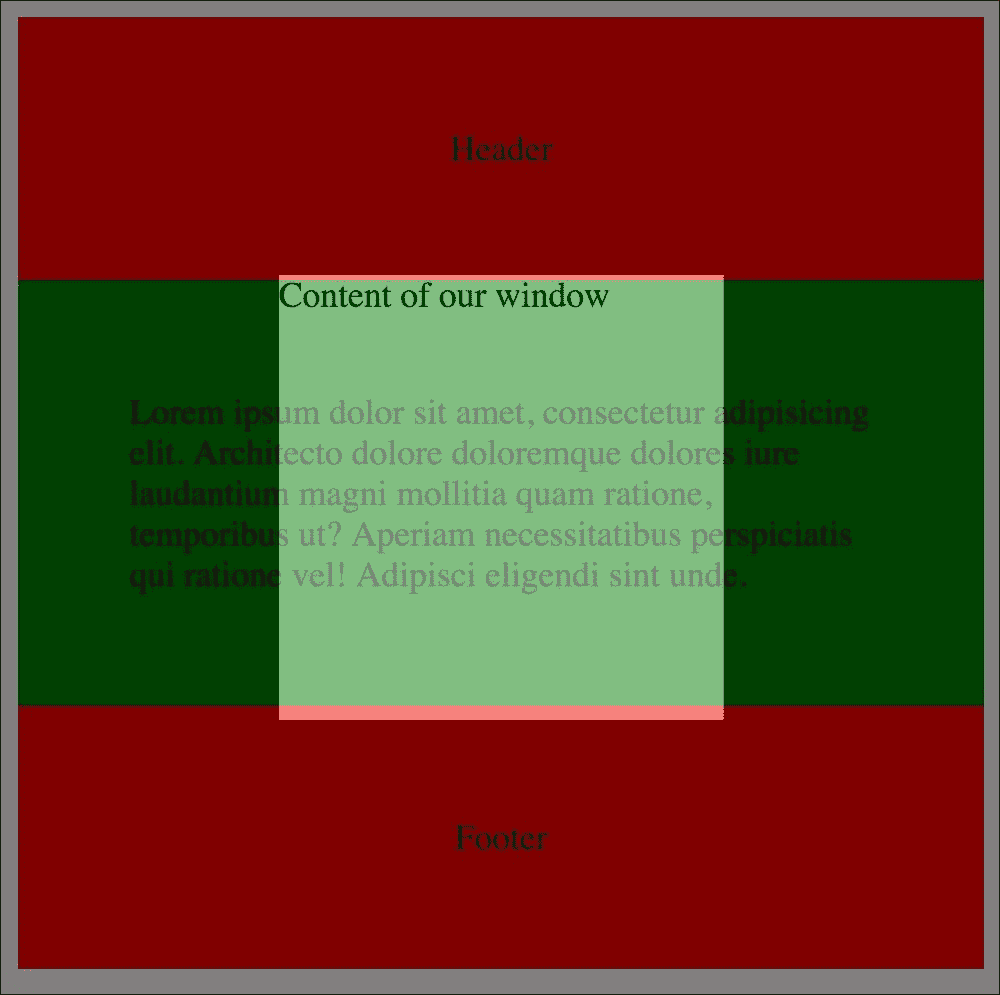 Header
Content of our window
Lorem ipsum dolor sit amet, consectetur adipisicing
elit. Architecto dolore doloremque dolores iure
laudantium magni mollitia quam ratione,
temporibus ut? Aperiam necessitatibus perspiciatis
qui ratione vel! Adipisci eligendi sint unde.
Footer